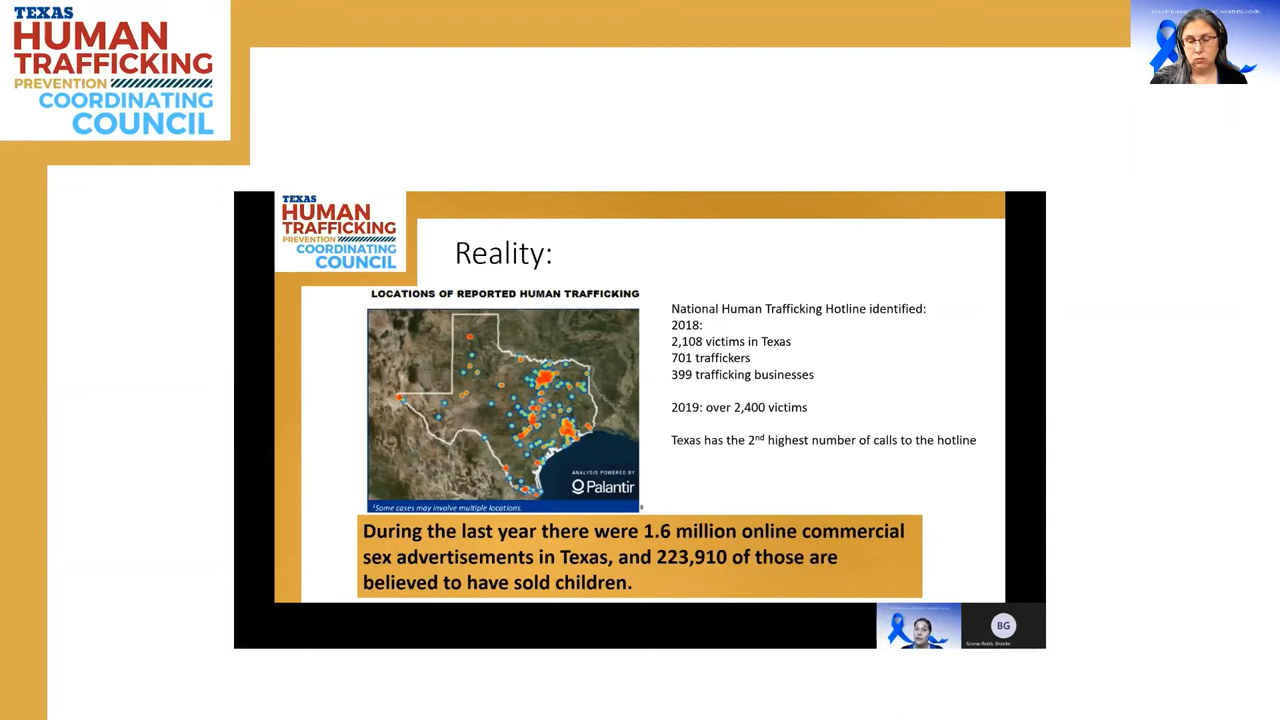 TEXAS
HUMAN
TRAFFICKING
PREVENTION
COORDINATING
COUNCIL
TEXAS
HUMAN
TRAFFICKING
PREVENTION
COORDINATING
COUNCIL
Reality:
LOCATIONS OF REPORTED HUMAN TRAFFICKING
ANALYSIS POWERED BY
Palantir
¹Some cases may involve multiple locations.
8
National Human Trafficking Hotline identified:
2018:
2,108 victims in Texas
701 traffickers
399 trafficking businesses
2019: over 2,400 victims
Texas has the 2nd highest number of calls to the hotline
During the last year there were 1.6 million online commercial
sex advertisements in Texas, and 223,910 of those are
believed to have sold children.
BG